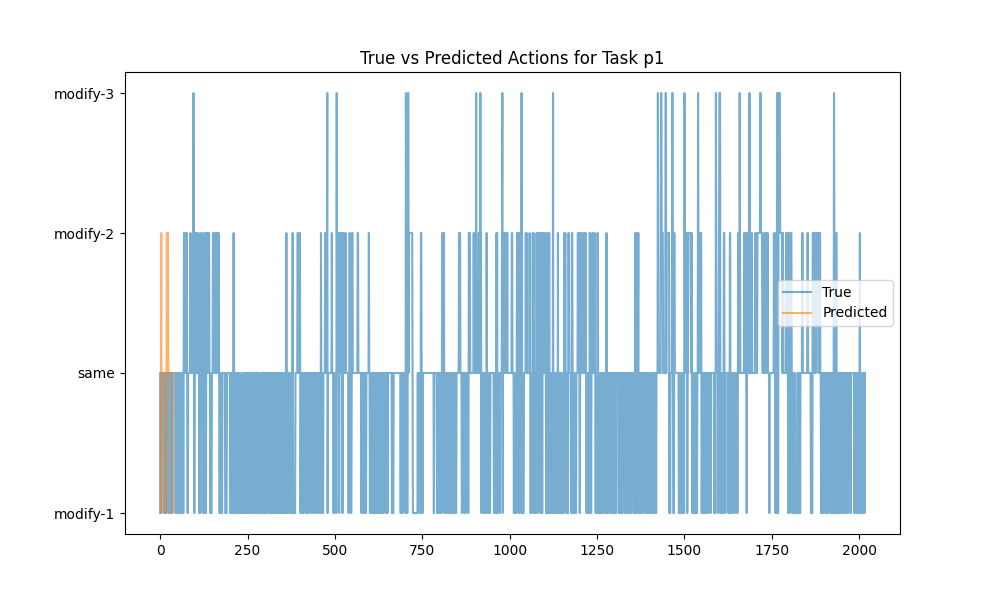 True vs Predicted Actions for Task p1
modify-3
modify-2
same
modify-1
True
Predicted
0 250 500 750 1000 1250 1500 1750 2000